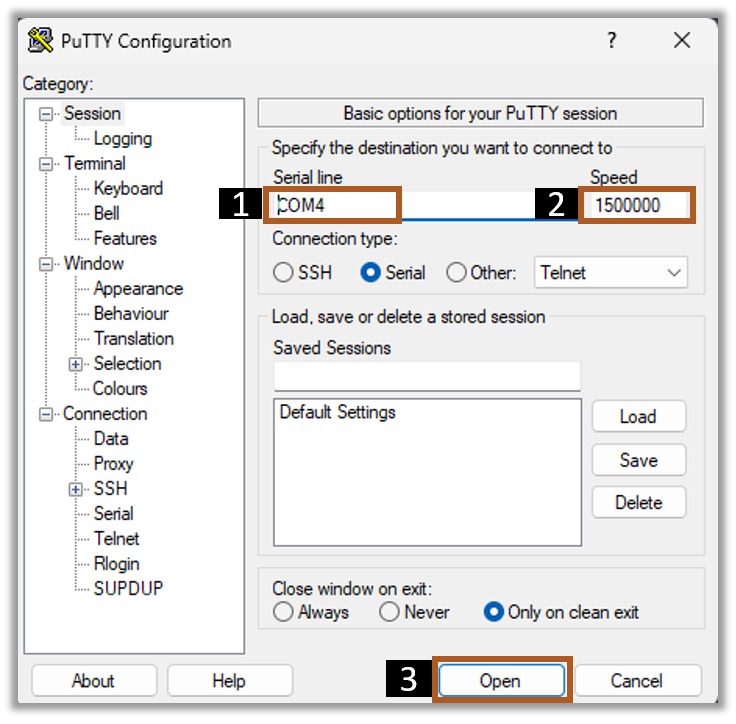 PuTTY Configuration
?
Category:
Session
Logging
Terminal
Keyboard
Bell
Features
Window
Appearance
Behaviour
Translation
Selection
Colours
Connection
Data
Proxy
SSH
Serial
Telnet
Rlogin
SUPDUP
Basic options for your PuTTY session
Specify the destination you want to connect to
Serial line Speed
1 COM4 2 1500000
Connection type:
SSH Serial Other: Telnet
Load, save or delete a stored session
Saved Sessions
Default Settings
Load
Save
Delete
Close window on exit:
Always Never Only on clean exit
About Help 3 Open Cancel